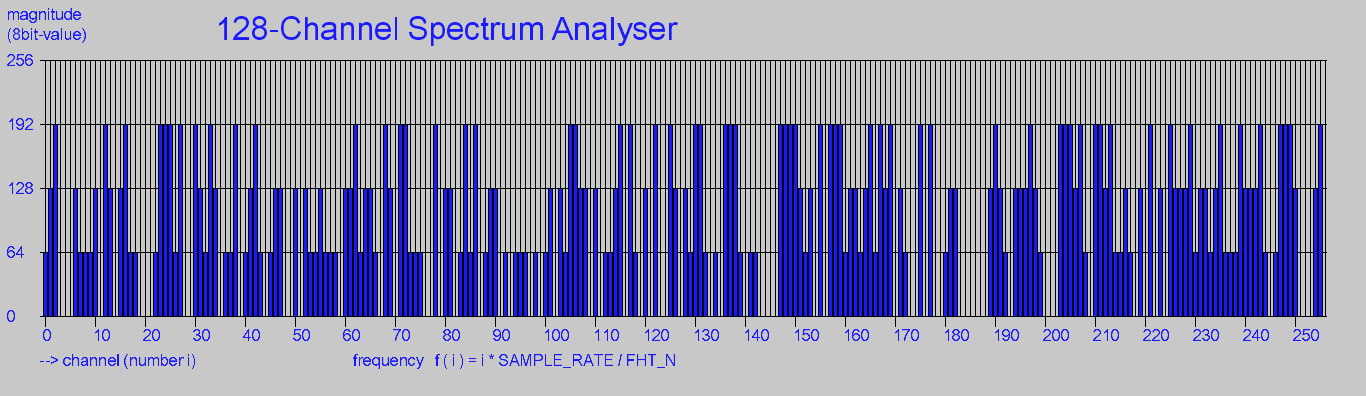 magnitude
(8bit-value)
128-Channel Spectrum Analyser
256
192
128
64
0
0 10 20 30 40 50 60 70 80 90 100 110 120 130 140 150 160 170 180 190 200 210 220 230 240 250
--> channel (number i) frequency f ( i ) = i * SAMPLE_RATE / FHT_N